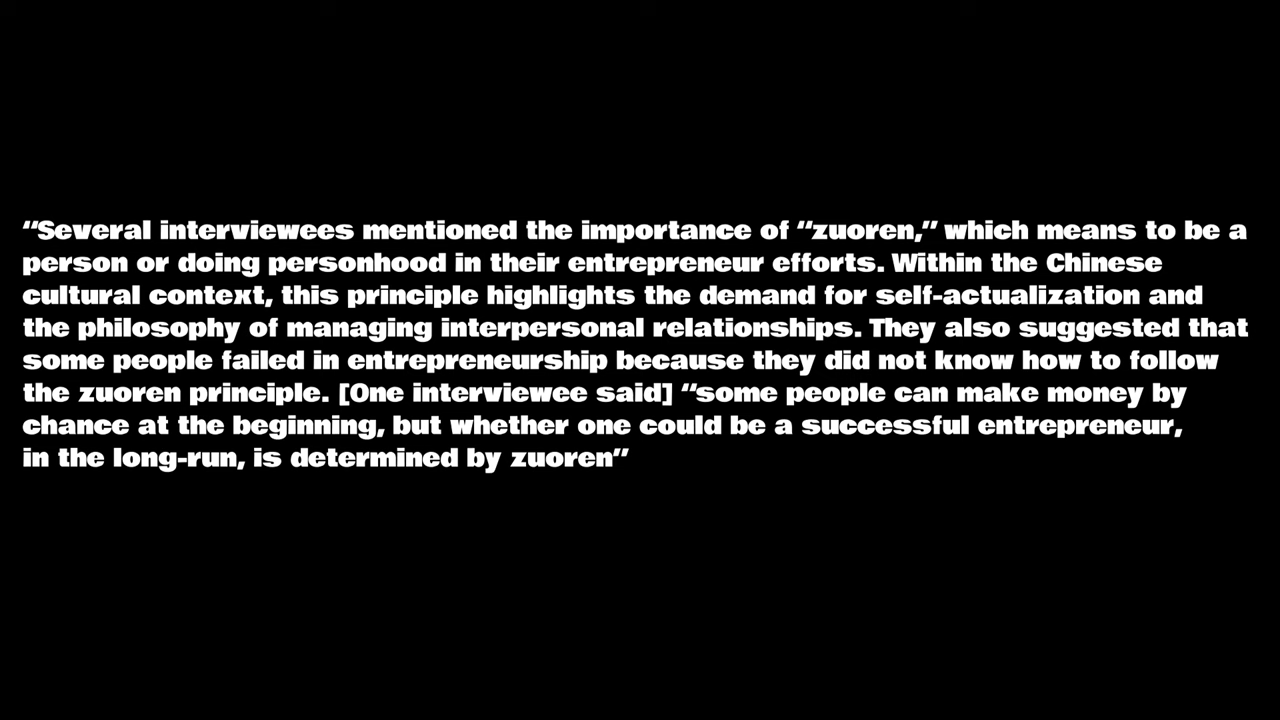 “Several interviewees mentioned the importance of “zuoren,” which means to be a
person or doing personhood in their entrepreneur efforts. Within the Chinese
cultural context, this principle highlights the demand for self-actualization and
the philosophy of managing interpersonal relationships. They also suggested that
some people failed in entrepreneurship because they did not know how to follow
the zuoren principle. [One interviewee said] “some people can make money by
chance at the beginning, but whether one could be a successful entrepreneur,
in the long-run, is determined by zuoren”